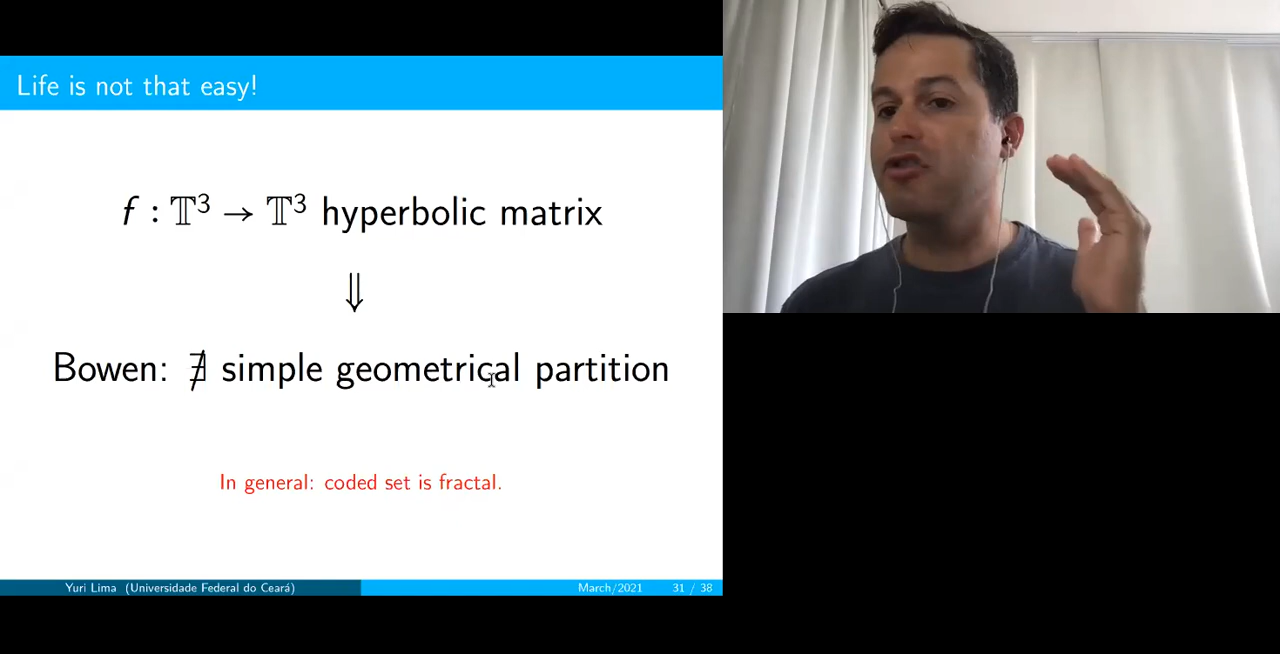 Life is not that easy!
f : 𝕋³ → 𝕋³ hyperbolic matrix
⇓
Bowen: ∄ simple geometrical partition
In general: coded set is fractal.
Yuri Lima (Universidade Federal do Ceará) March/2021 31 / 38